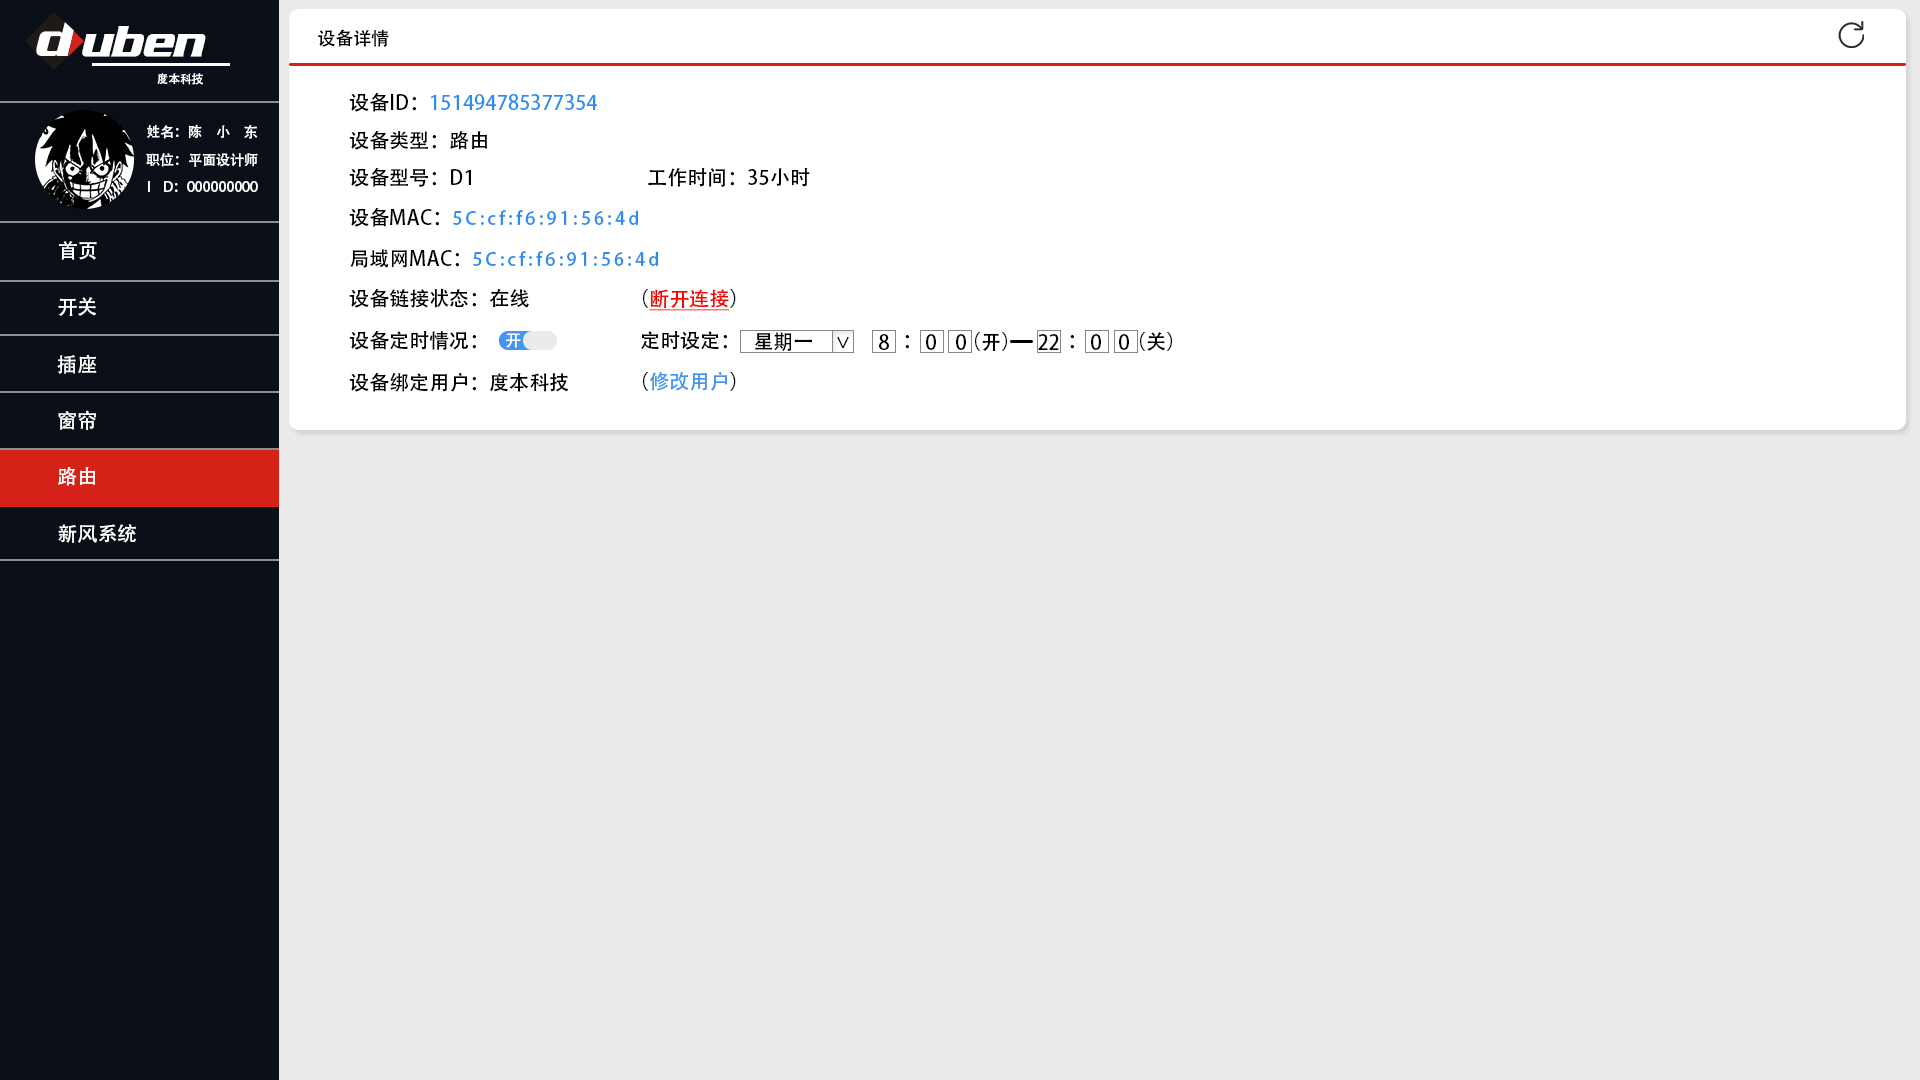 duben
度本科技
姓名：陈 小 东
职位：平面设计师
I D：000000000
首页
开关
插座
窗帘
路由
新风系统
设备详情
设备ID：151494785377354
设备类型：路由
设备型号：D1 工作时间：35小时
设备MAC：5C:cf:f6:91:56:4d
局域网MAC：5C:cf:f6:91:56:4d
设备链接状态：在线 （断开连接）
设备定时情况： 开 定时设定： 星期一 8 : 0 0 （开）—22 : 0 0 （关）
设备绑定用户：度本科技 （修改用户）